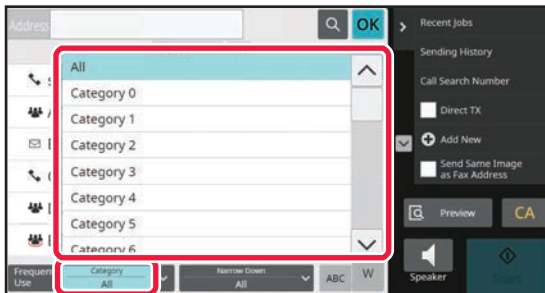 Address
OK
All
Category 0
Category 1
Category 2
Category 3
Category 4
Category 5
Category 6
Frequent
Use
Category
All
Narrow Down
All
ABC
W
Recent Jobs
Sending History
Call Search Number
Direct TX
Add New
Send Same Image
as Fax Address
Preview
CA
Speaker
Start